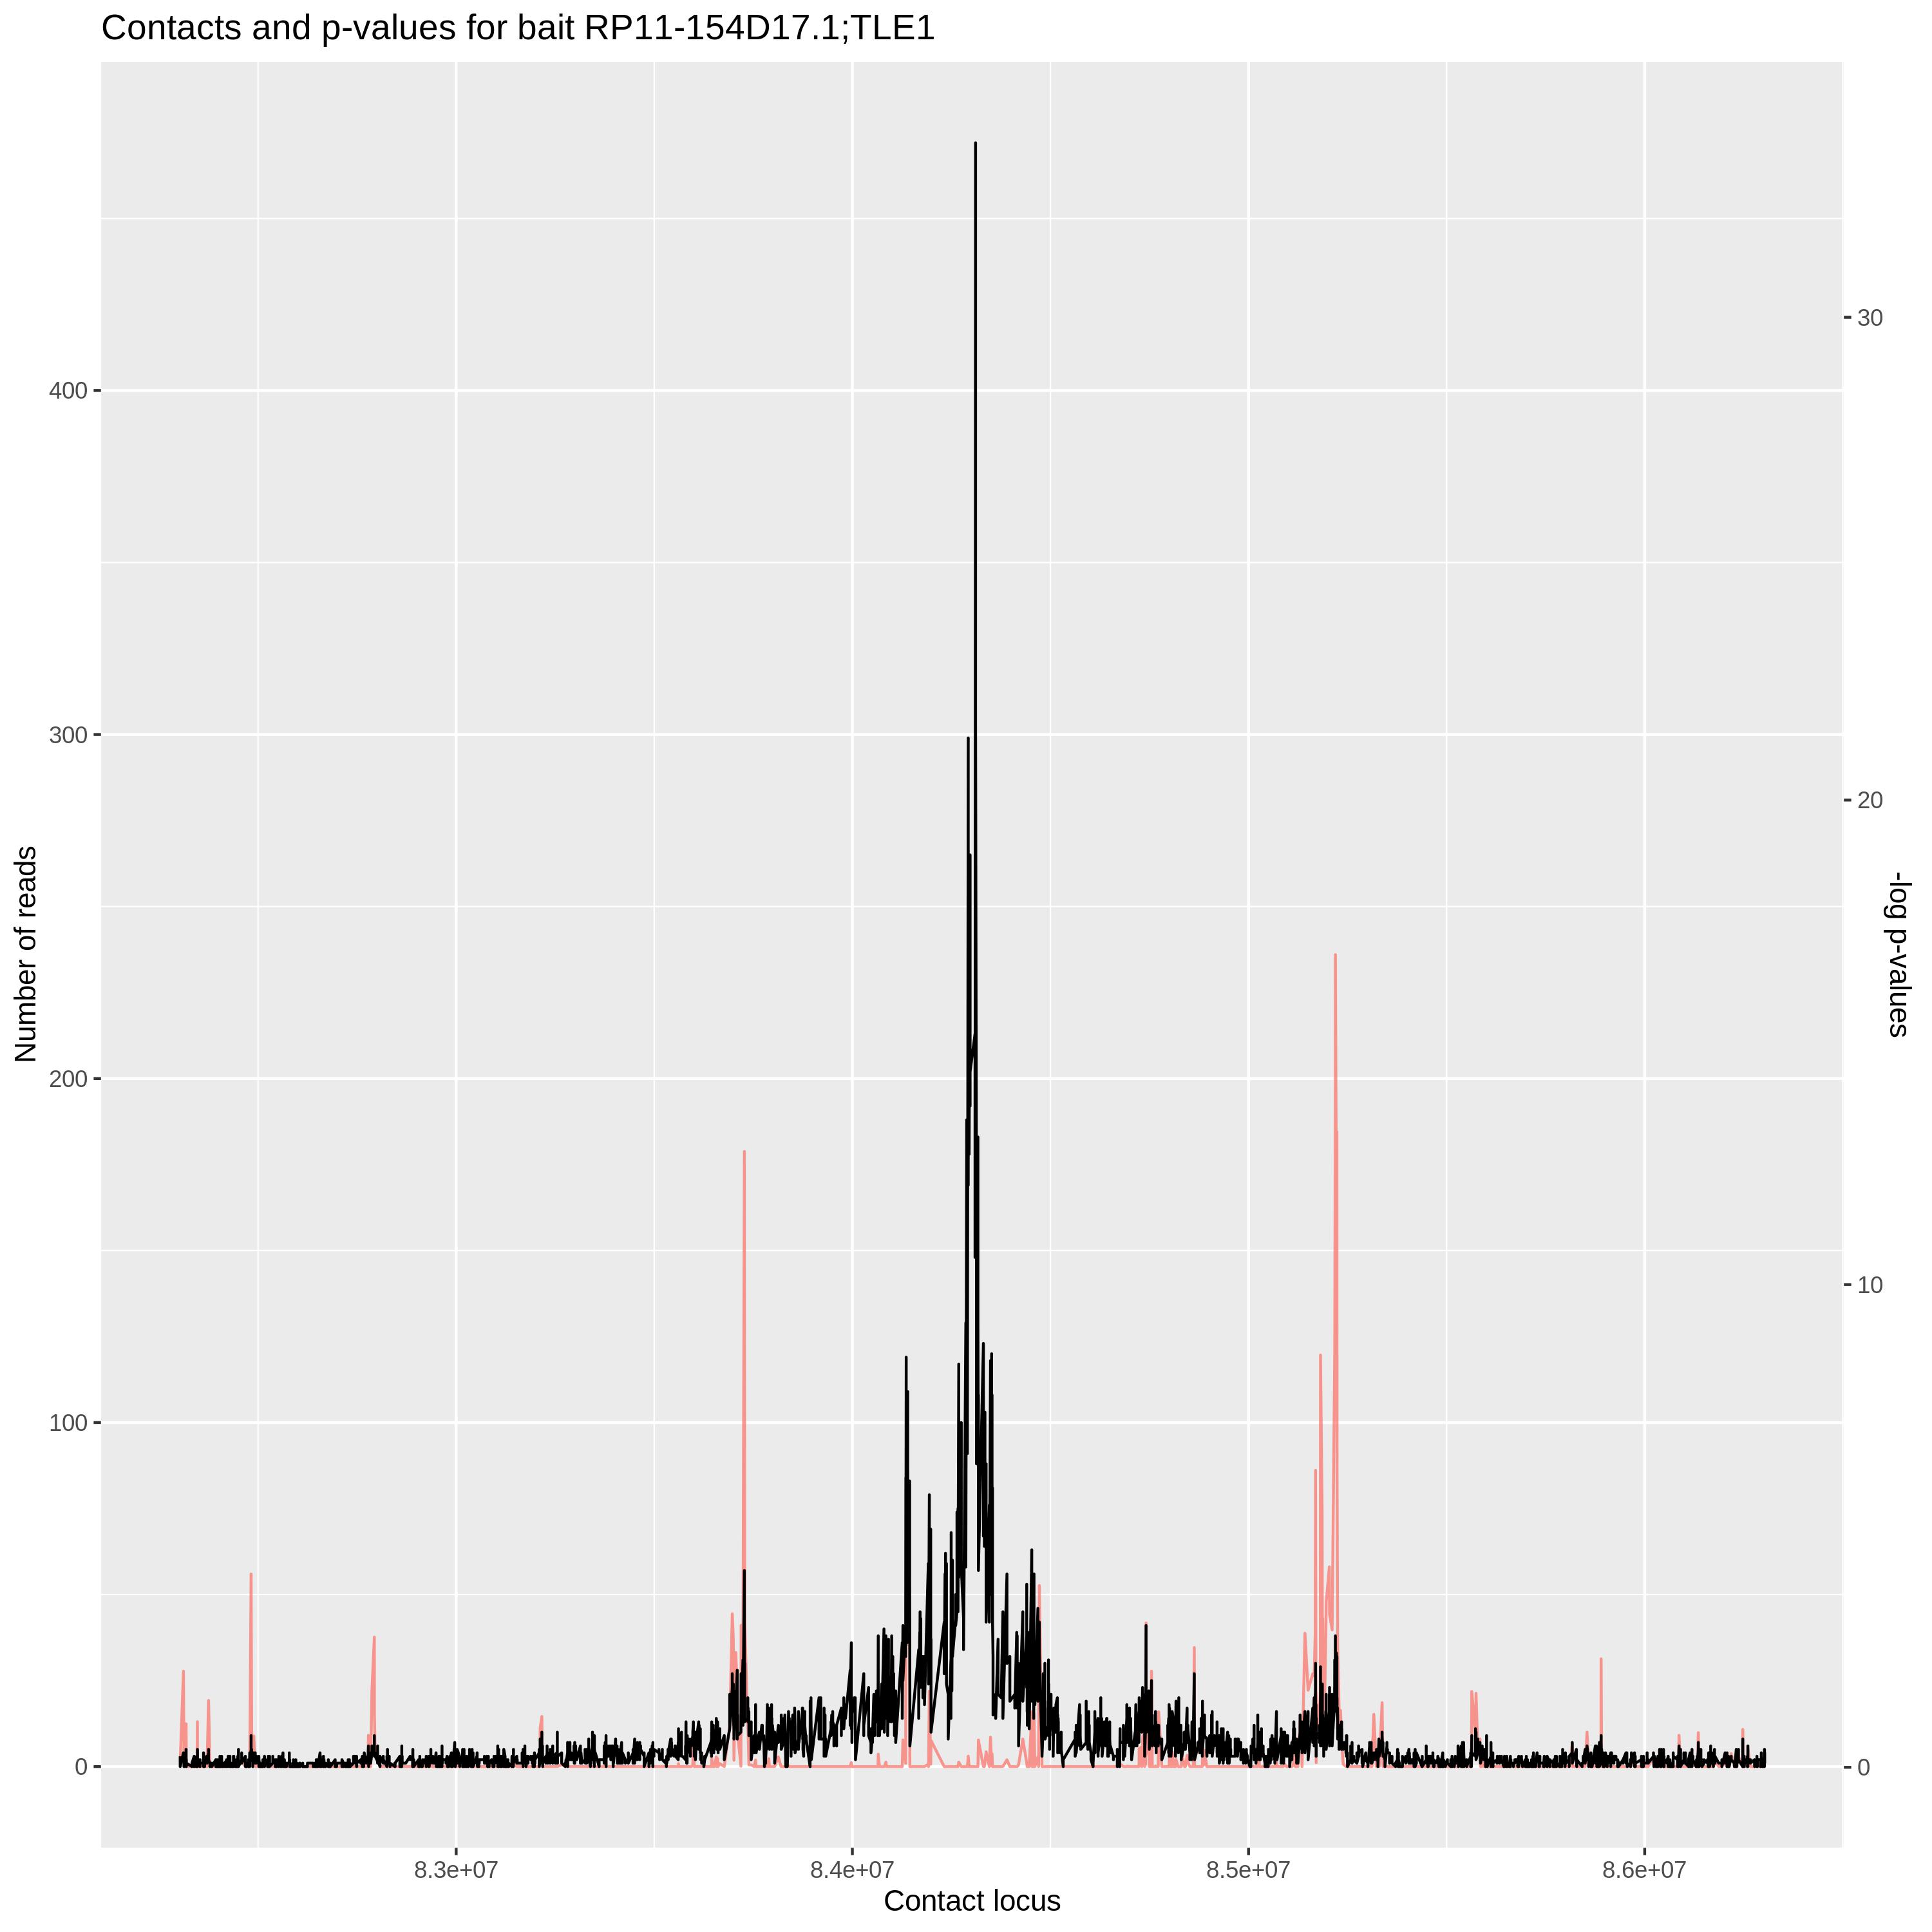 Contacts and p-values for bait RP11-154D17.1;TLE1
Number of reads
400
300
200
100
0
30
20
10
0
-log p-values
8.3e+07 8.4e+07 8.5e+07 8.6e+07
Contact locus